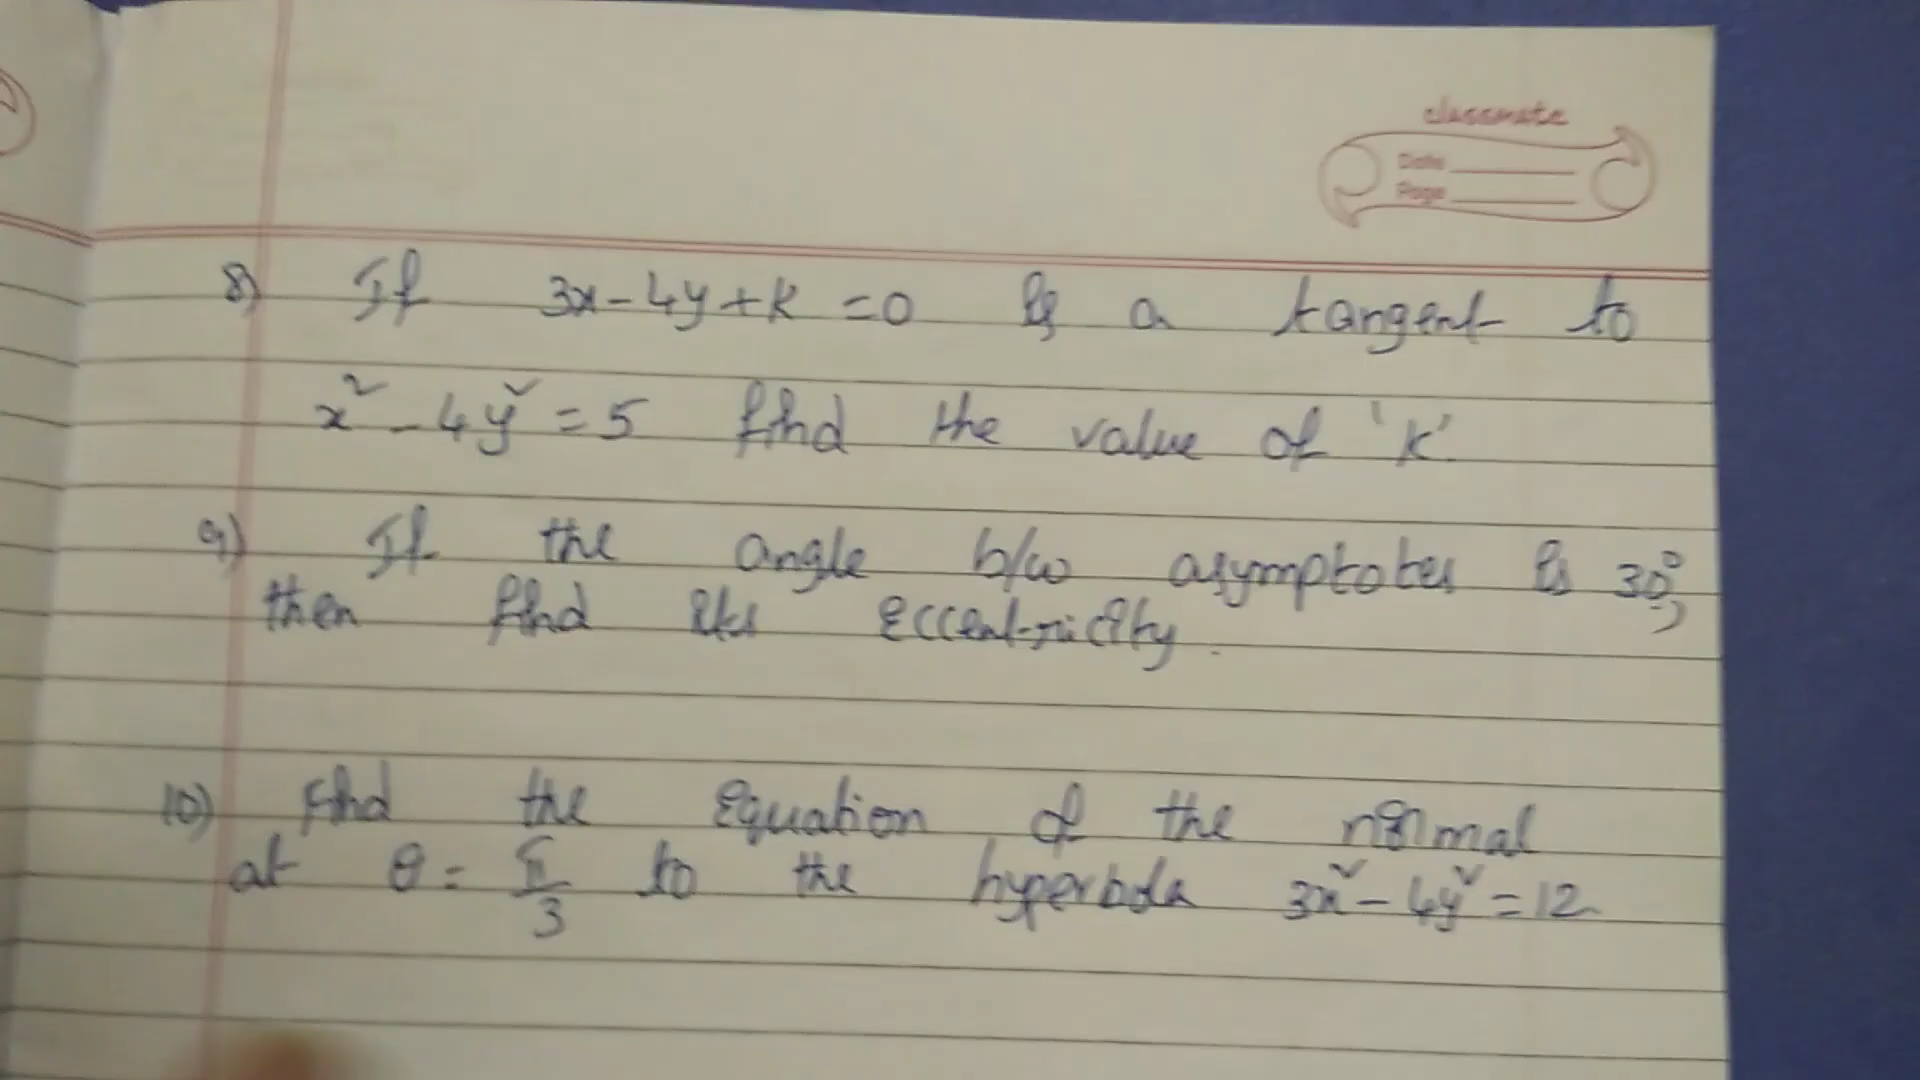 classmate
Date
Page
8) If 3x-4y+k=0 is a tangent to
x²-4y²=5 find the value of 'k'.
9) If the angle b/w asymptotes is 30°,
then find its eccentricity.
10) Find the equation of the normal
at θ = π/3 to the hyperbola 3x²-4y²=12